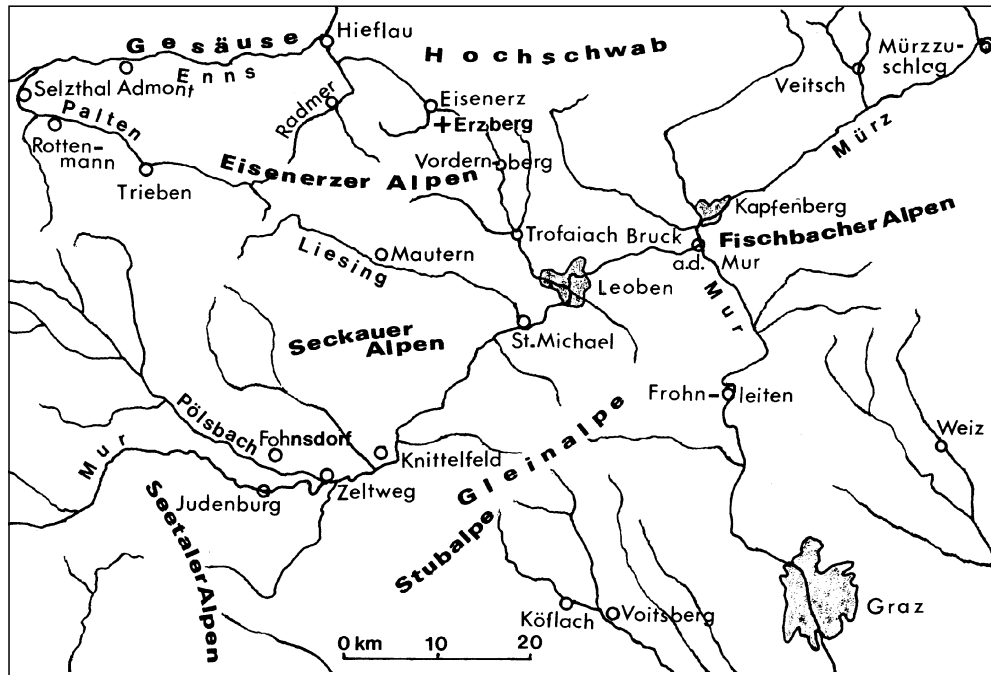 Gesäuse
Hieflau
Hochschwab
Mürzzu-
schlag
Enns
Veitsch
Selzthal Admont
Radmer
Eisenerz
Erzberg
Palten
Mürz
Rotten-
mann
Vordern-
berg
Eisenerzer Alpen
Trieben
Kapfenberg
Fischbacher Alpen
Trofaiach
Bruck
a.d. Mur
Liesing
Mautern
Leoben
Mur
Seckauer
Alpen
St.Michael
Frohn-leiten
Pölsbach
Fohnsdorf
Weiz
Mur
Knittelfeld
Gleinalpe
Judenburg
Zeltweg
Seetaler Alpen
Stubalpe
Köflach
Voitsberg
Graz
0 km 10 20